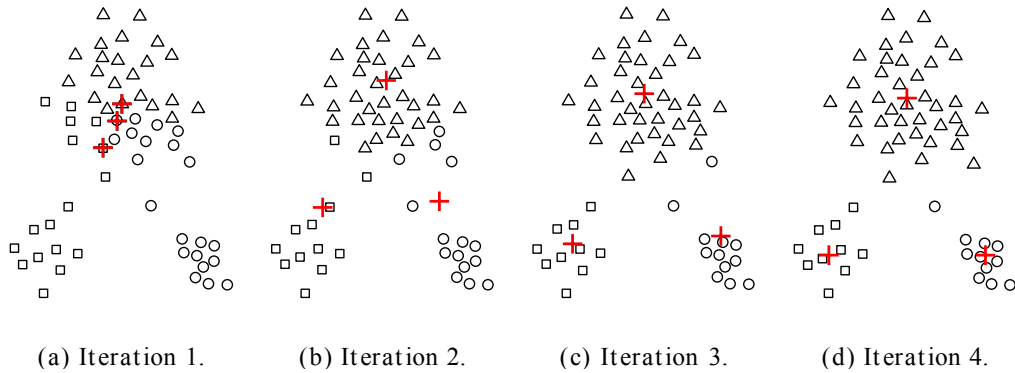 (a) Iteration 1.
(b) Iteration 2.
(c) Iteration 3.
(d) Iteration 4.